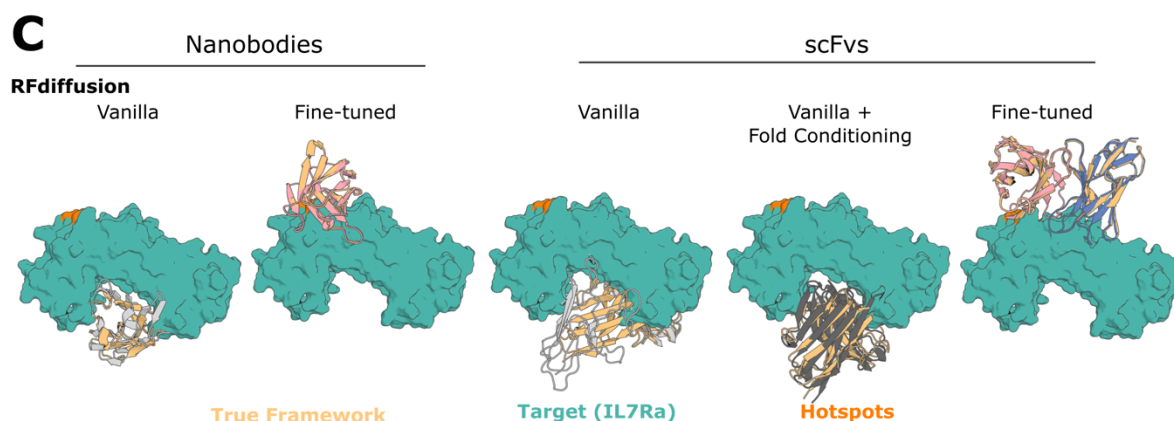 C
Nanobodies
scFvs
RFdiffusion
Vanilla
Fine-tuned
Vanilla
Vanilla +
Fold Conditioning
Fine-tuned
True Framework
Target (IL7Ra)
Hotspots